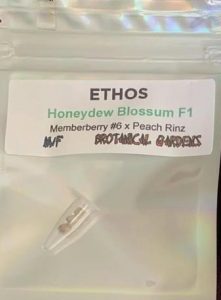 ETHOS
Honeydew Blossum F1
Memberberry #6 x Peach Rinz
M/F BROTANICAL GARDENS